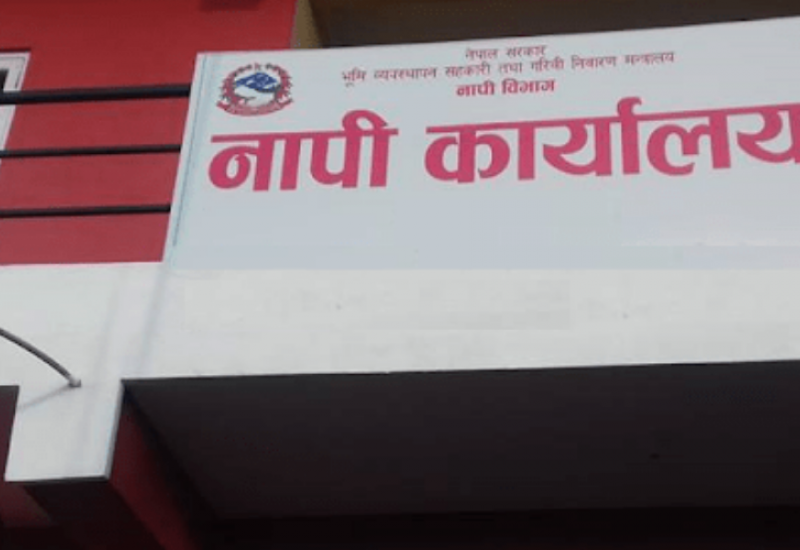 नेपाल सरकार
भूमि व्यवस्थापन सहकारी तथा गरिवी निवारण मन्त्रालय
नापी विभाग
नापी कार्यालय